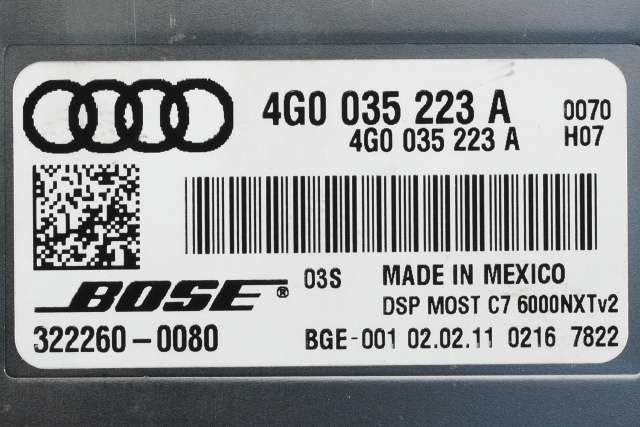 4G0 035 223 A 0070
4G0 035 223 A H07
03S MADE IN MEXICO
BOSE ® DSP MOST C7 6000NXTv2
322260-0080 BGE-001 02.02.11 0216 7822